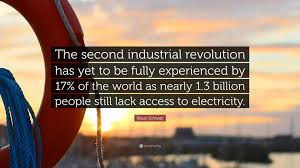 The second industrial revolution
has yet to be fully experienced by
17% of the world as nearly 1.3 billion
people still lack access to electricity.
Klaus Schwab